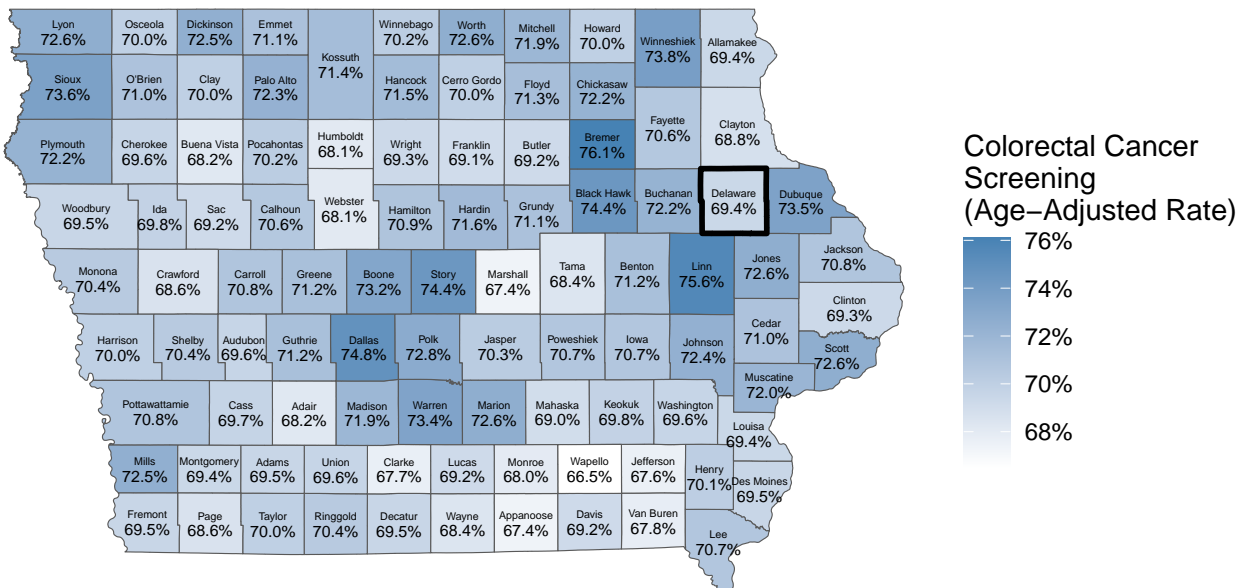 Lyon
72.6%
Osceola
70.0%
Dickinson
72.5%
Emmet
71.1%
Kossuth
71.4%
Winnebago
70.2%
Worth
72.6%
Mitchell
71.9%
Howard
70.0%
Winneshiek
73.8%
Allamakee
69.4%
Sioux
73.6%
O'Brien
71.0%
Clay
70.0%
Palo Alto
72.3%
Hancock
71.5%
Cerro Gordo
70.0%
Floyd
71.3%
Chickasaw
72.2%
Fayette
70.6%
Clayton
68.8%
Plymouth
72.2%
Cherokee
69.6%
Buena Vista
68.2%
Pocahontas
70.2%
Humboldt
68.1%
Wright
69.3%
Franklin
69.1%
Butler
69.2%
Bremer
76.1%
Woodbury
69.5%
Ida
69.8%
Sac
69.2%
Calhoun
70.6%
Webster
68.1%
Hamilton
70.9%
Hardin
71.6%
Grundy
71.1%
Black Hawk
74.4%
Buchanan
72.2%
Delaware
69.4%
Dubuque
73.5%
Monona
70.4%
Crawford
68.6%
Carroll
70.8%
Greene
71.2%
Boone
73.2%
Story
74.4%
Marshall
67.4%
Tama
68.4%
Benton
71.2%
Linn
75.6%
Jones
72.6%
Jackson
70.8%
Clinton
69.3%
Harrison
70.0%
Shelby
70.4%
Audubon
69.6%
Guthrie
71.2%
Dallas
74.8%
Polk
72.8%
Jasper
70.3%
Poweshiek
70.7%
Iowa
70.7%
Johnson
72.4%
Cedar
71.0%
Scott
72.6%
Muscatine
72.0%
Pottawattamie
70.8%
Cass
69.7%
Adair
68.2%
Madison
71.9%
Warren
73.4%
Marion
72.6%
Mahaska
69.0%
Keokuk
69.8%
Washington
69.6%
Louisa
69.4%
Mills
72.5%
Montgomery
69.4%
Adams
69.5%
Union
69.6%
Clarke
67.7%
Lucas
69.2%
Monroe
68.0%
Wapello
66.5%
Jefferson
67.6%
Henry
70.1%
Des Moines
69.5%
Fremont
69.5%
Page
68.6%
Taylor
70.0%
Ringgold
70.4%
Decatur
69.5%
Wayne
68.4%
Appanoose
67.4%
Davis
69.2%
Van Buren
67.8%
Lee
70.7%
Colorectal Cancer
Screening
(Age−Adjusted Rate)
76%
74%
72%
70%
68%